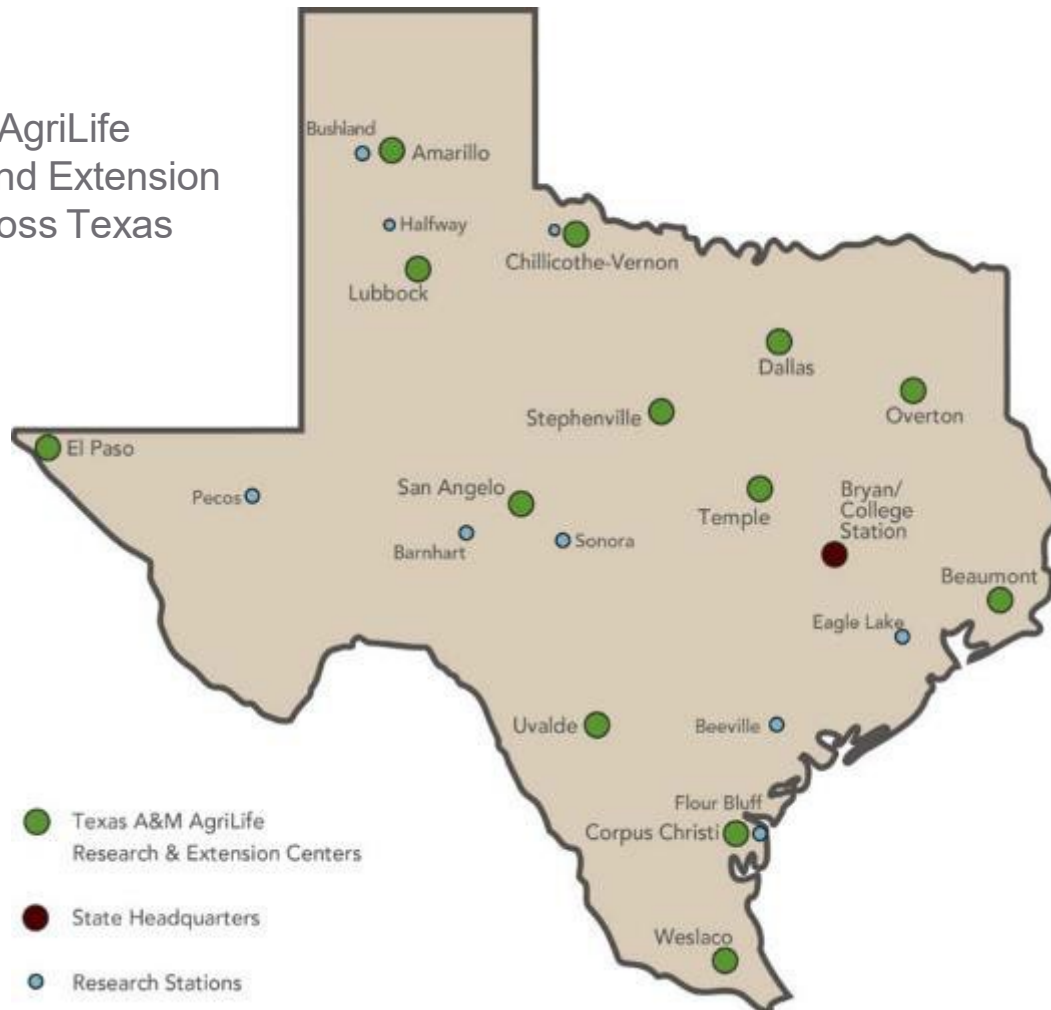 AgriLife
nd Extension
oss Texas
Bushland
Amarillo
Halfway
Chillicothe-Vernon
Lubbock
Dallas
Overton
Stephenville
El Paso
Pecos
San Angelo
Barnhart
Sonora
Temple
Bryan/
College
Station
Beaumont
Eagle Lake
Uvalde
Beeville
Flour Bluff
Corpus Christi
Weslaco
Texas A&M AgriLife
Research & Extension Centers
State Headquarters
Research Stations